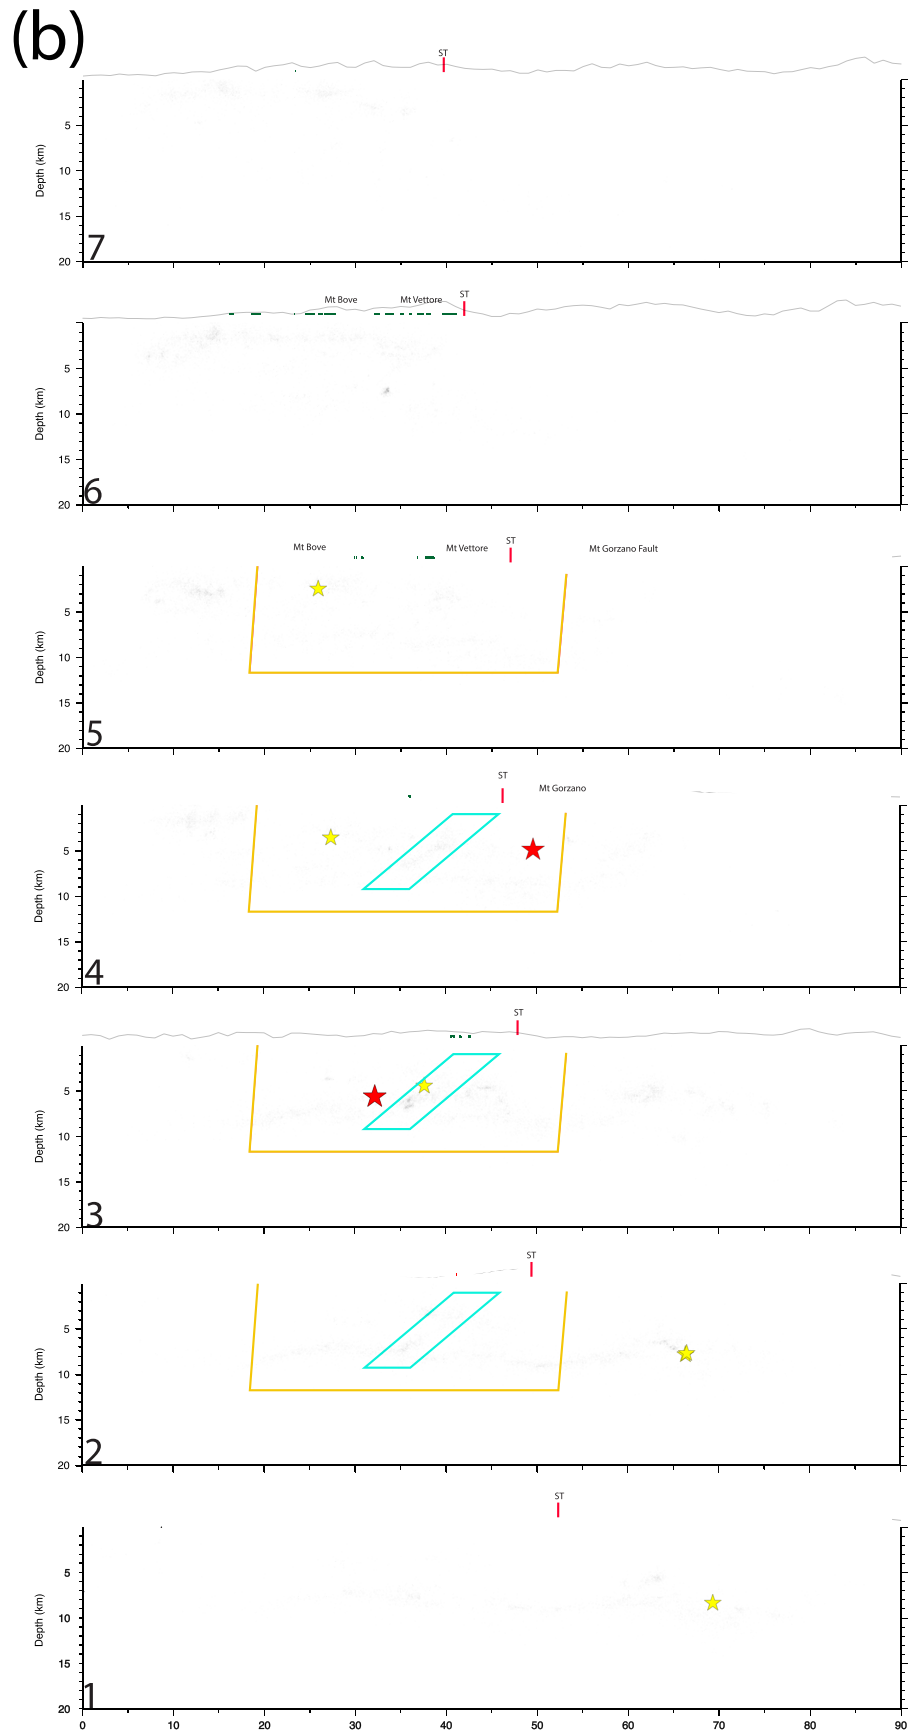 (b)
ST
5
10
15
20
Depth (km)
7
Mt Bove Mt Vettore ST
5
10
15
20
Depth (km)
6
Mt Bove Mt Vettore ST Mt Gorzano Fault
5
10
15
20
Depth (km)
5
ST
Mt Gorzano
5
10
15
20
Depth (km)
4
ST
5
10
15
20
Depth (km)
3
ST
5
10
15
20
Depth (km)
2
ST
5
10
15
20
Depth (km)
1
0 10 20 30 40 50 60 70 80 90